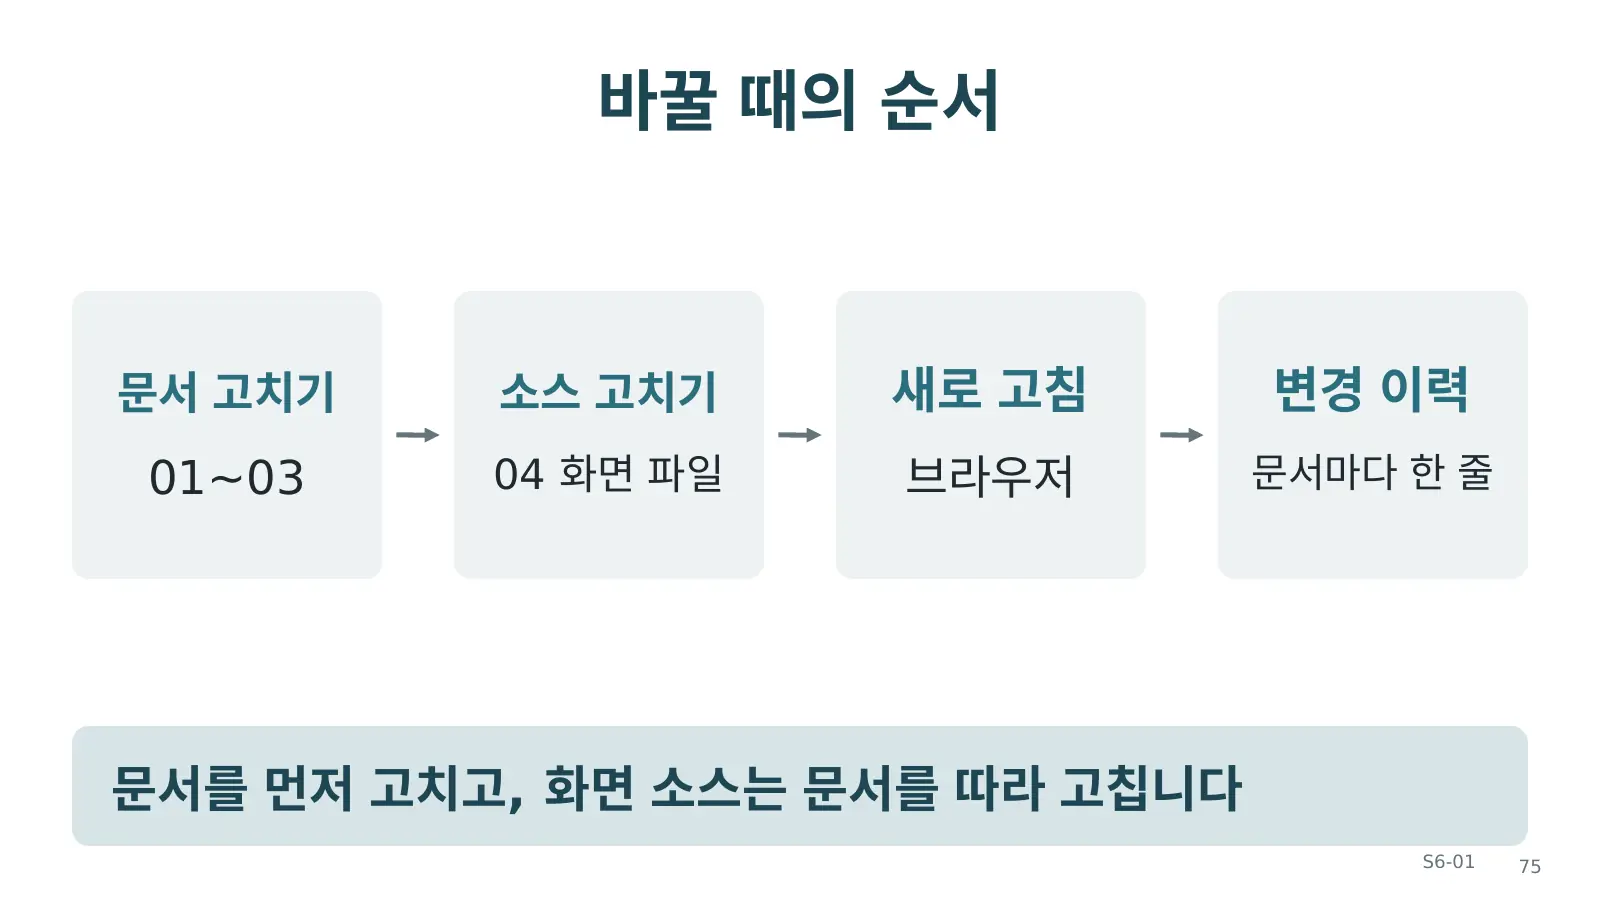 바꿀 때의 순서
문서 고치기
01~03
소스 고치기
04 화면 파일
새로 고침
브라우저
변경 이력
문서마다 한 줄
문서를 먼저 고치고, 화면 소스는 문서를 따라 고칩니다
S6-01
75